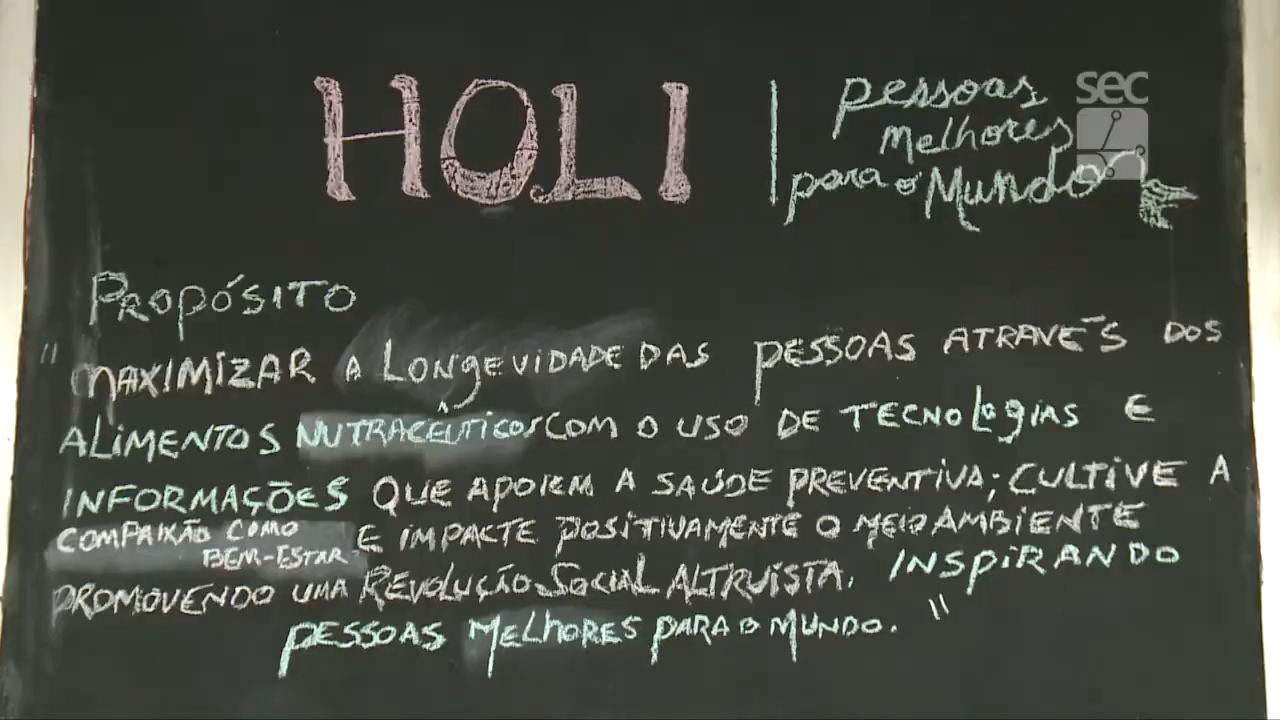 HOLI
pessoas
melhores
para o Mundo
sec
PROPÓSITO
"MAXIMIZAR A LONGEVIDADE DAS PESSOAS ATRAVÉS DOS
ALIMENTOS NUTRACÊUTICOS COM O USO DE TECNOLOGIAS E
INFORMAÇÕES QUE APOIEM A SAÚDE PREVENTIVA; CULTIVE A
COMPAIXÃO COMO
BEM-ESTAR E IMPACTE POSITIVAMENTE O MEIO AMBIENTE
PROMOVENDO UMA REVOLUÇÃO SOCIAL ALTRUISTA. INSPIRANDO
PESSOAS MELHORES PARA O MUNDO."